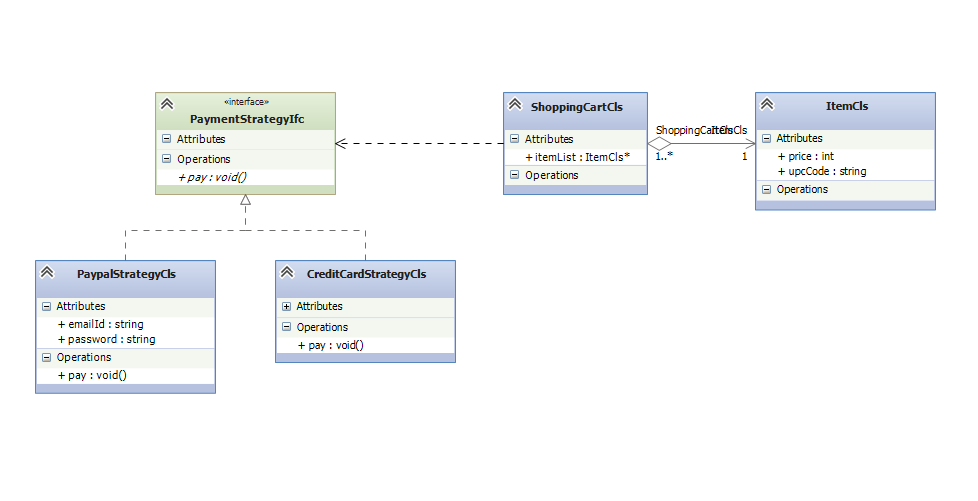 «interface»
PaymentStrategyIfc
Attributes
Operations
+ pay : void()
ShoppingCartCls
Attributes
+ itemList : ItemCls*
Operations
ShoppingCartCls
ItemCls
1..*
1
ItemCls
Attributes
+ price : int
+ upcCode : string
Operations
PaypalStrategyCls
Attributes
+ emailId : string
+ password : string
Operations
+ pay : void()
CreditCardStrategyCls
Attributes
Operations
+ pay : void()